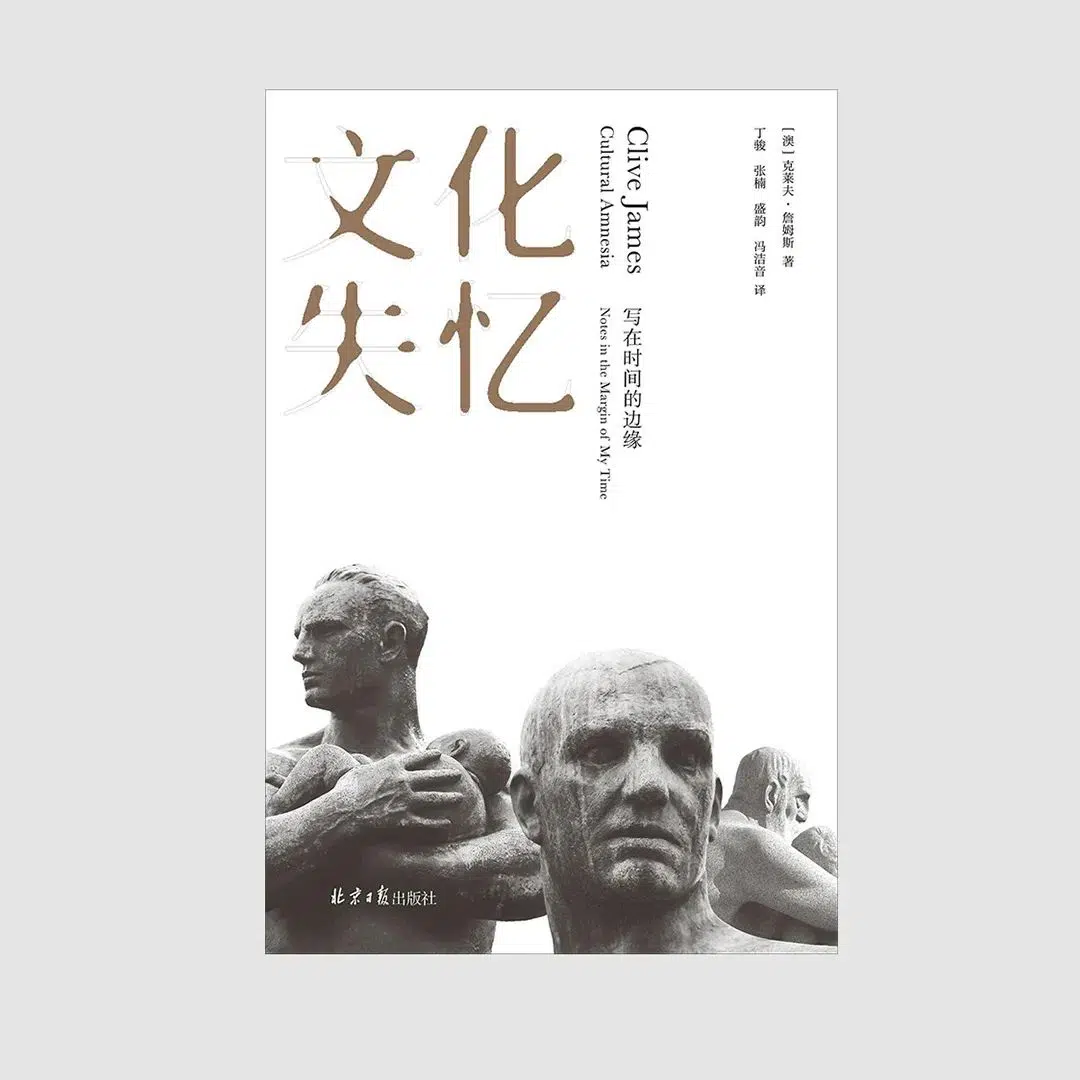 文化
失忆
Clive James
Cultural Amnesia
写在时间的边缘
Notes in the Margin of My Time
[澳] 克莱夫·詹姆斯 著
丁骏 张楠 盛韵 冯洁音 译
北京日报出版社